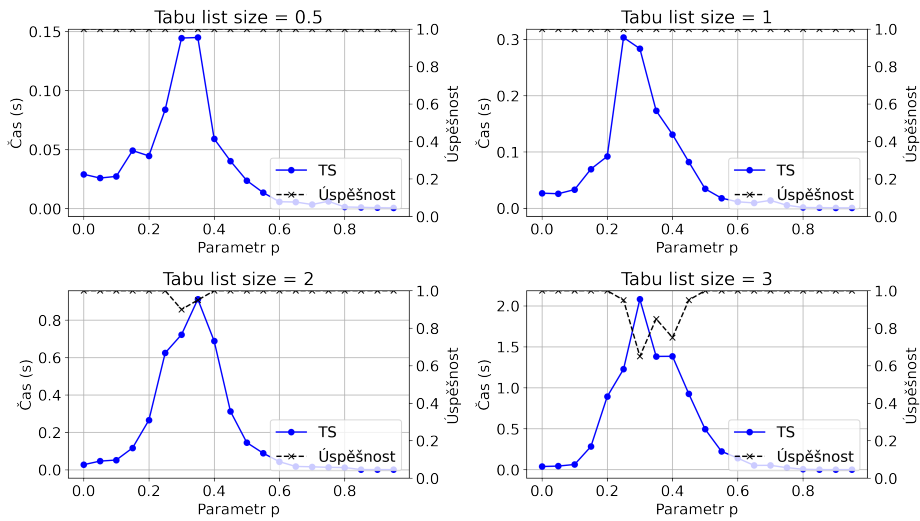 Tabu list size = 0.5
0.15
0.10
0.05
0.00
Čas (s)
1.0
0.8
0.6
0.4
0.2
0.0
Úspěšnost
TS
Úspěšnost
0.0 0.2 0.4 0.6 0.8
Parametr p
Tabu list size = 1
0.3
0.2
0.1
0.0
Čas (s)
1.0
0.8
0.6
0.4
0.2
0.0
Úspěšnost
TS
Úspěšnost
0.0 0.2 0.4 0.6 0.8
Parametr p
Tabu list size = 2
0.8
0.6
0.4
0.2
0.0
Čas (s)
1.0
0.8
0.6
0.4
0.2
0.0
Úspěšnost
TS
Úspěšnost
0.0 0.2 0.4 0.6 0.8
Parametr p
Tabu list size = 3
2.0
1.5
1.0
0.5
0.0
Čas (s)
1.0
0.8
0.6
0.4
0.2
0.0
Úspěšnost
TS
Úspěšnost
0.0 0.2 0.4 0.6 0.8
Parametr p